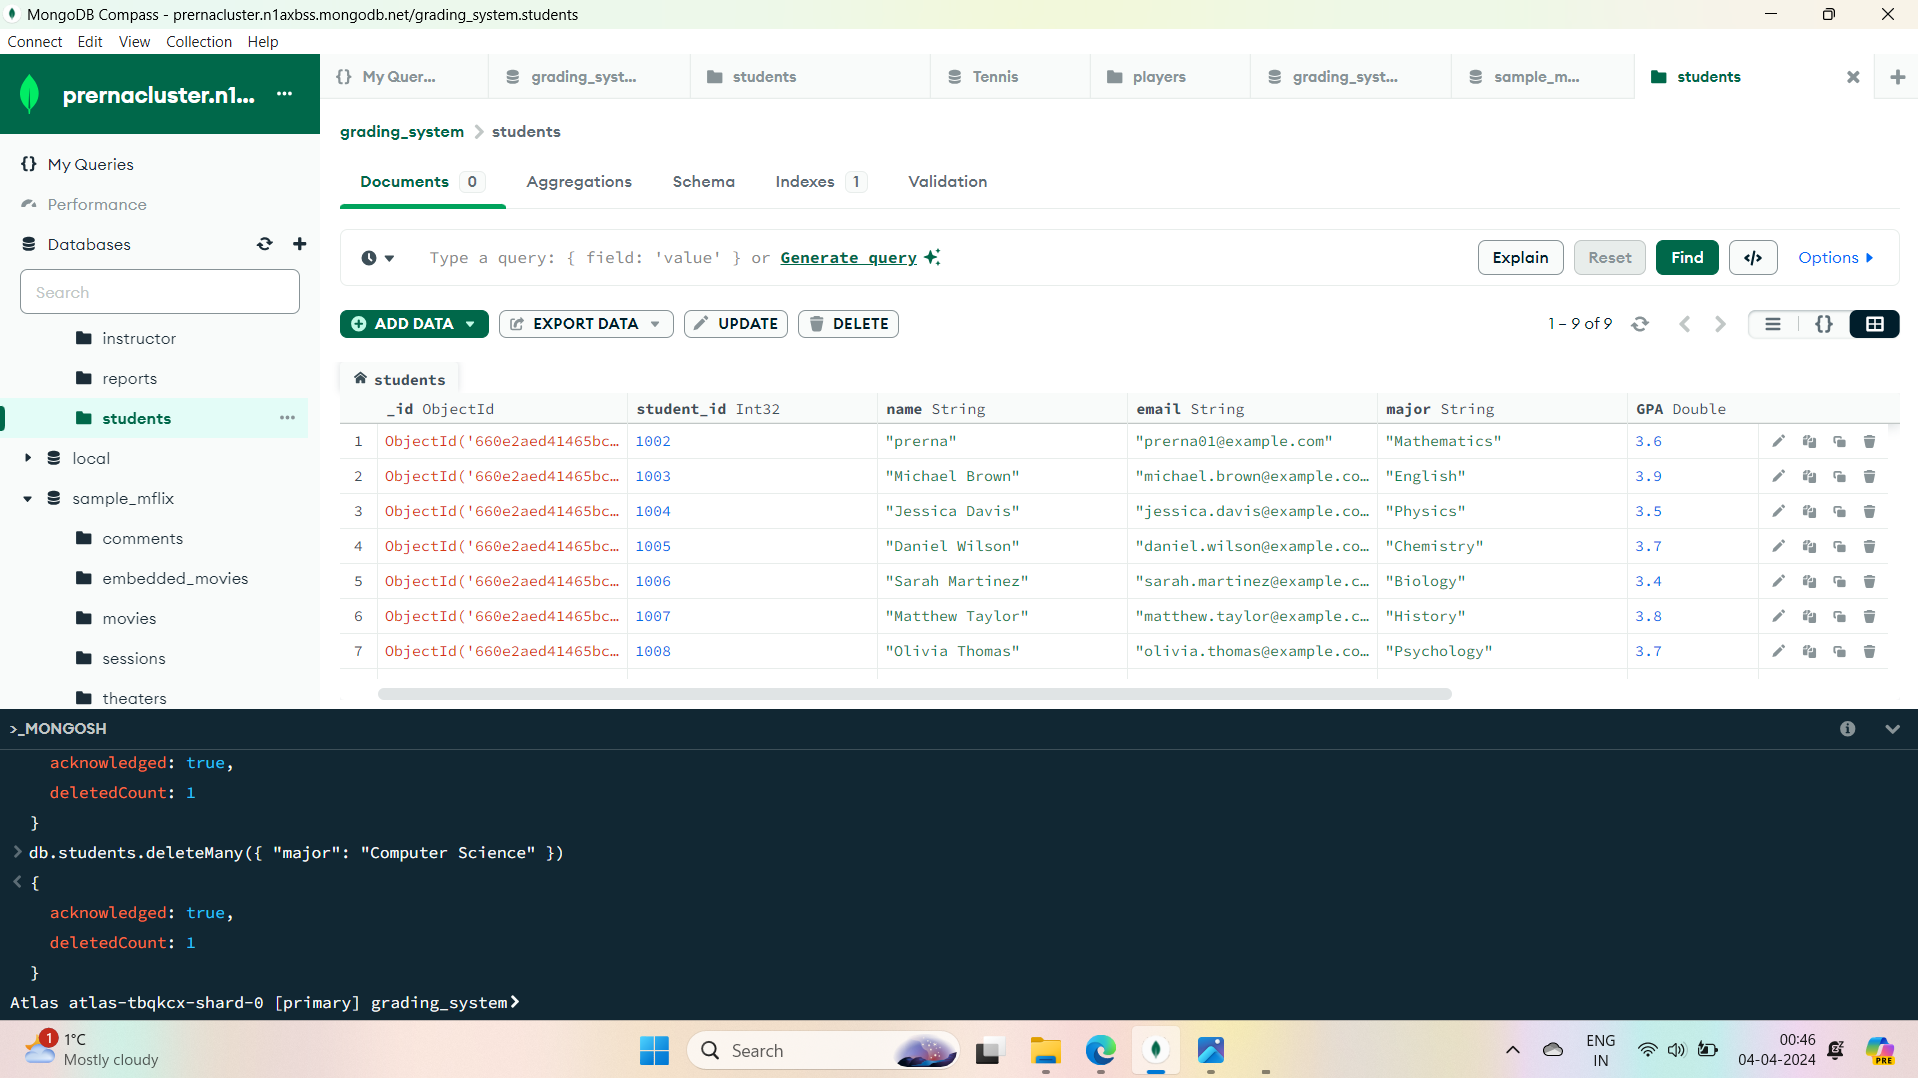 MongoDB Compass - prernacluster.n1axbss.mongodb.net/grading_system.students
Connect Edit View Collection Help
prernacluster.n1... ...
{} My Quer... grading_syst... students Tennis players grading_syst... sample_m... students
grading_system > students
My Queries
Performance
Databases
Search
instructor
reports
students ...
local
sample_mflix
comments
embedded_movies
movies
sessions
theaters
Documents 0 Aggregations Schema Indexes 1 Validation
Type a query: { field: 'value' } or Generate query Explain Reset Find </> Options
ADD DATA EXPORT DATA UPDATE DELETE 1 – 9 of 9 {}
students
_id ObjectId student_id Int32 name String email String major String GPA Double
1 ObjectId('660e2aed41465bc... 1002 "prerna" "prerna01@example.com" "Mathematics" 3.6
2 ObjectId('660e2aed41465bc... 1003 "Michael Brown" "michael.brown@example.co... "English" 3.9
3 ObjectId('660e2aed41465bc... 1004 "Jessica Davis" "jessica.davis@example.co... "Physics" 3.5
4 ObjectId('660e2aed41465bc... 1005 "Daniel Wilson" "daniel.wilson@example.co... "Chemistry" 3.7
5 ObjectId('660e2aed41465bc... 1006 "Sarah Martinez" "sarah.martinez@example.c... "Biology" 3.4
6 ObjectId('660e2aed41465bc... 1007 "Matthew Taylor" "matthew.taylor@example.c... "History" 3.8
7 ObjectId('660e2aed41465bc... 1008 "Olivia Thomas" "olivia.thomas@example.co... "Psychology" 3.7
>_MONGOSH
acknowledged: true,
deletedCount: 1
}
> db.students.deleteMany({ "major": "Computer Science" })
< {
acknowledged: true,
deletedCount: 1
}
Atlas atlas-tbqkcx-shard-0 [primary] grading_system>
1
1°C
Mostly cloudy
Search
ENG
IN
00:46
04-04-2024
PRE